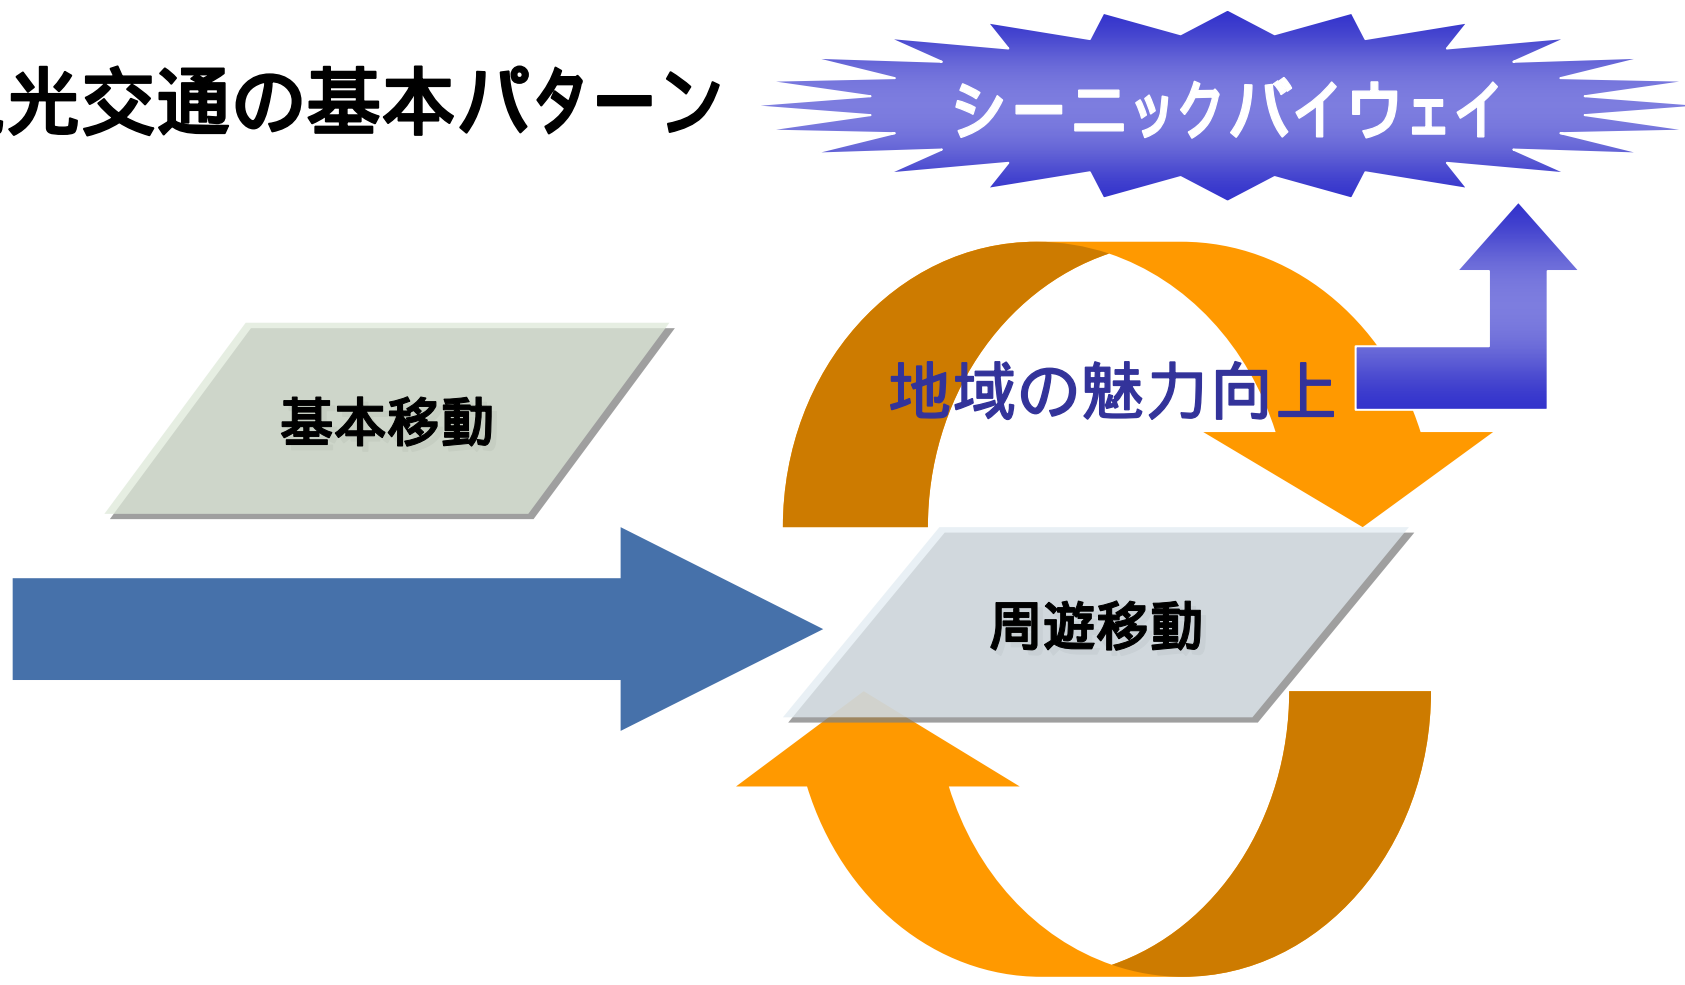 光交通の基本パターン
シーニックバイウェイ
地域の魅力向上
基本移動
周遊移動